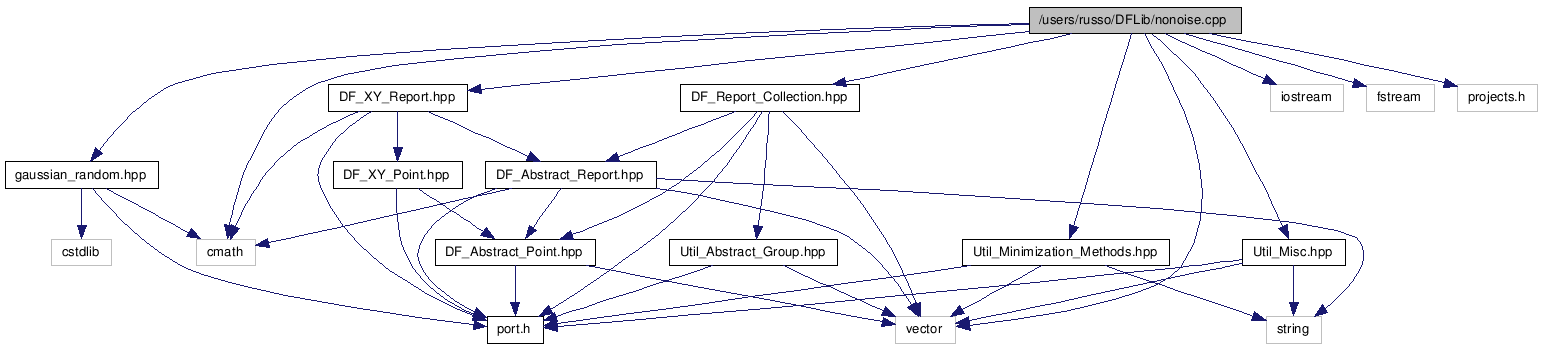 /users/russo/DFLib/nonoise.cpp
DF_XY_Report.hpp
DF_Report_Collection.hpp
iostream
fstream
projects.h
gaussian_random.hpp
DF_XY_Point.hpp
DF_Abstract_Report.hpp
cstdlib
cmath
DF_Abstract_Point.hpp
Util_Abstract_Group.hpp
Util_Minimization_Methods.hpp
Util_Misc.hpp
port.h
vector
string